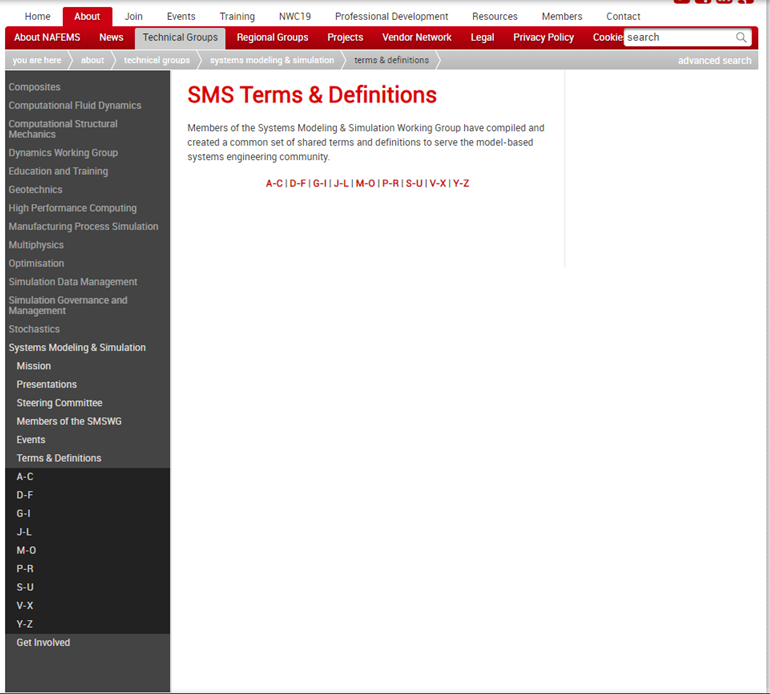 Home About Join Events Training NWC19 Professional Development Resources Members Contact
About NAFEMS News Technical Groups Regional Groups Projects Vendor Network Legal Privacy Policy Cookie search
you are here about technical groups systems modeling & simulation terms & definitions advanced search
Composites
Computational Fluid Dynamics
Computational Structural
Mechanics
Dynamics Working Group
Education and Training
Geotechnics
High Performance Computing
Manufacturing Process Simulation
Multiphysics
Optimisation
Simulation Data Management
Simulation Governance and
Management
Stochastics
Systems Modeling & Simulation
Mission
Presentations
Steering Committee
Members of the SMSWG
Events
Terms & Definitions
A-C
D-F
G-I
J-L
M-O
P-R
S-U
V-X
Y-Z
Get Involved
SMS Terms & Definitions
Members of the Systems Modeling & Simulation Working Group have compiled and
created a common set of shared terms and definitions to serve the model-based
systems engineering community.
A-C | D-F | G-I | J-L | M-O | P-R | S-U | V-X | Y-Z